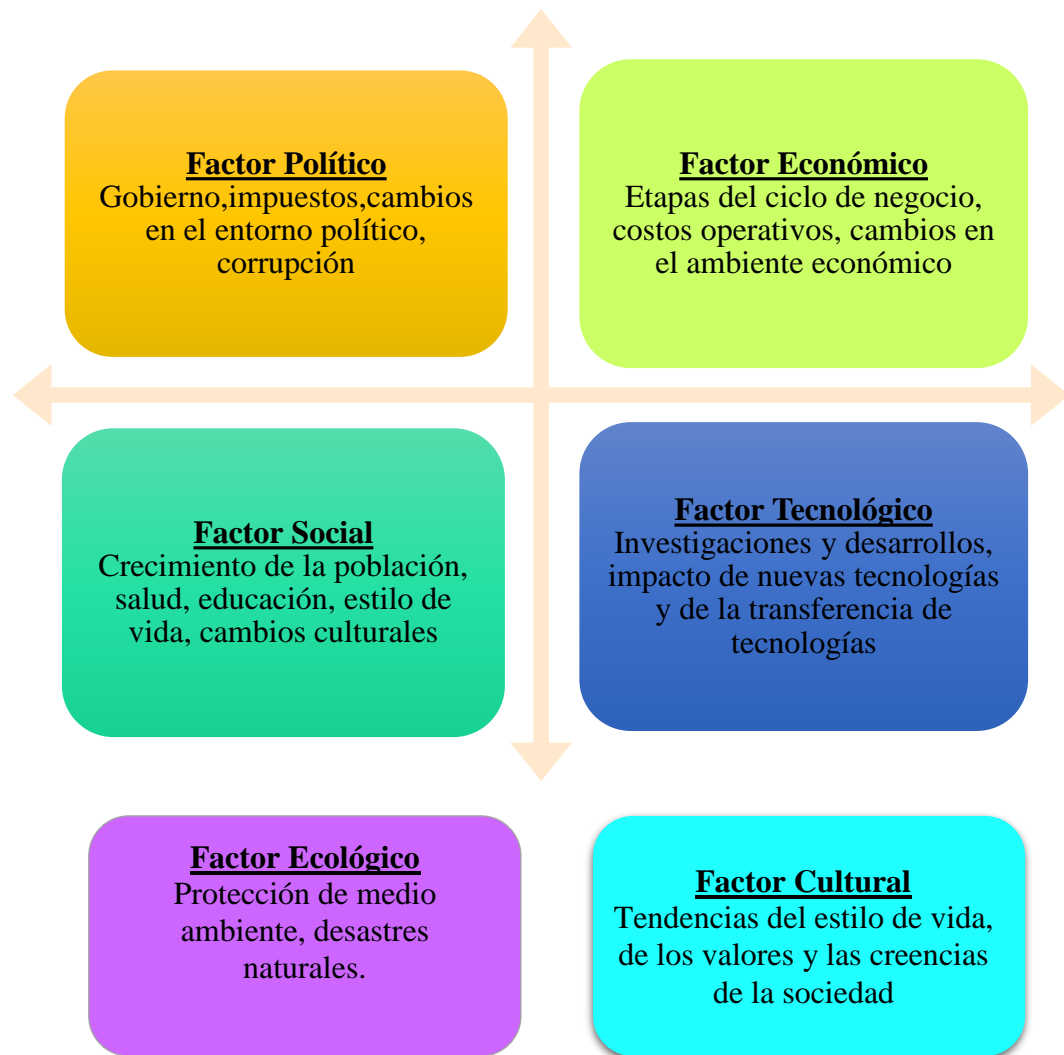 Factor Político
Gobierno,impuestos,cambios
en el entorno político,
corrupción
Factor Económico
Etapas del ciclo de negocio,
costos operativos, cambios en
el ambiente económico
Factor Social
Crecimiento de la población,
salud, educación, estilo de
vida, cambios culturales
Factor Tecnológico
Investigaciones y desarrollos,
impacto de nuevas tecnologías
y de la transferencia de
tecnologías
Factor Ecológico
Protección de medio
ambiente, desastres
naturales.
Factor Cultural
Tendencias del estilo de vida,
de los valores y las creencias
de la sociedad